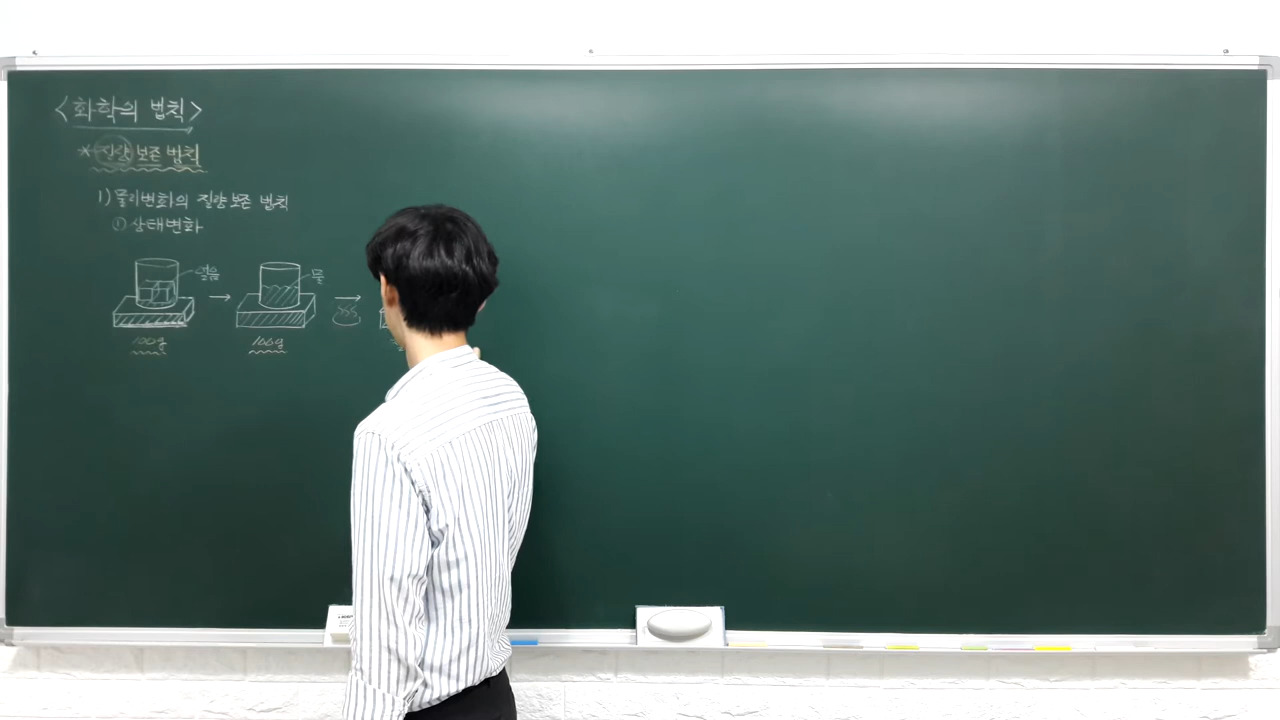 <화학의 법칙>
*질량 보존 법칙
1) 물리변화의 질량 보존 법칙
① 상태변화
얼음
→
물
→
100g
100g